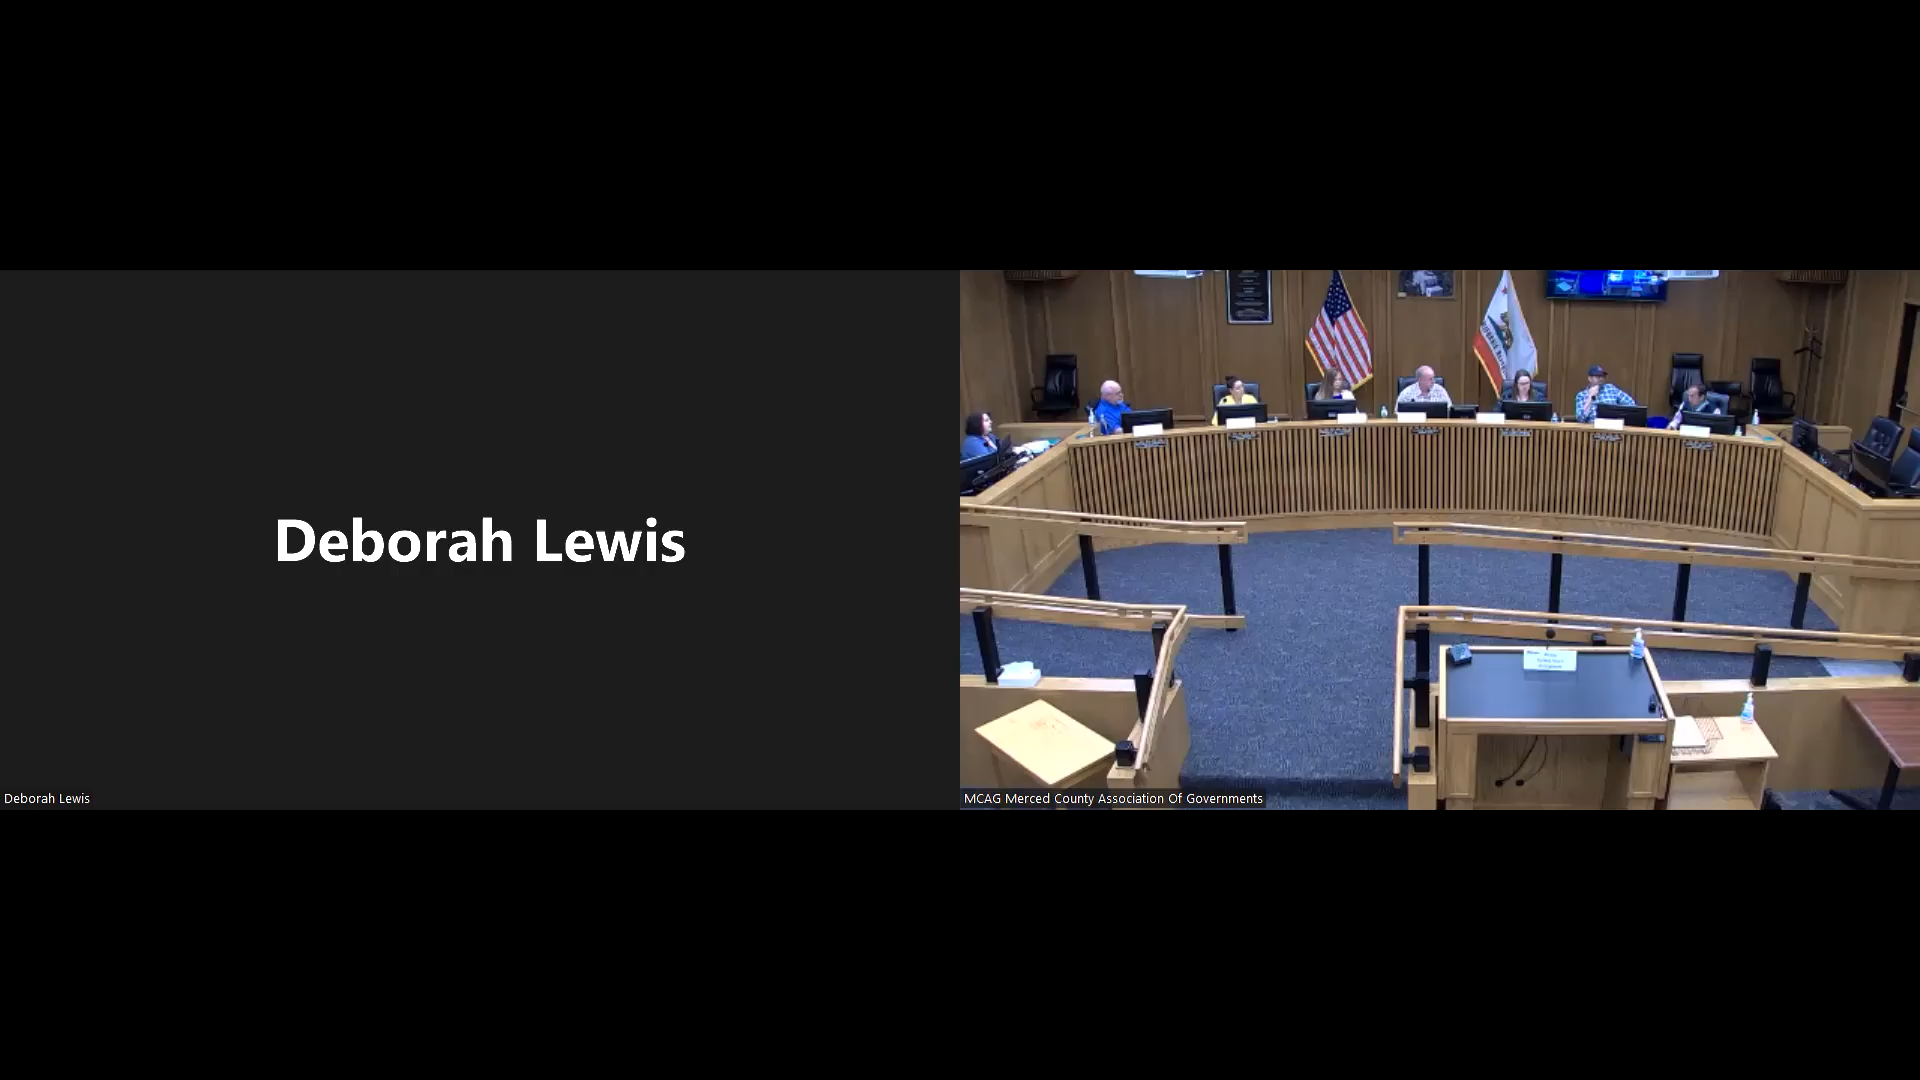 Deborah Lewis
Deborah Lewis
MCAG Merced County Association Of Governments